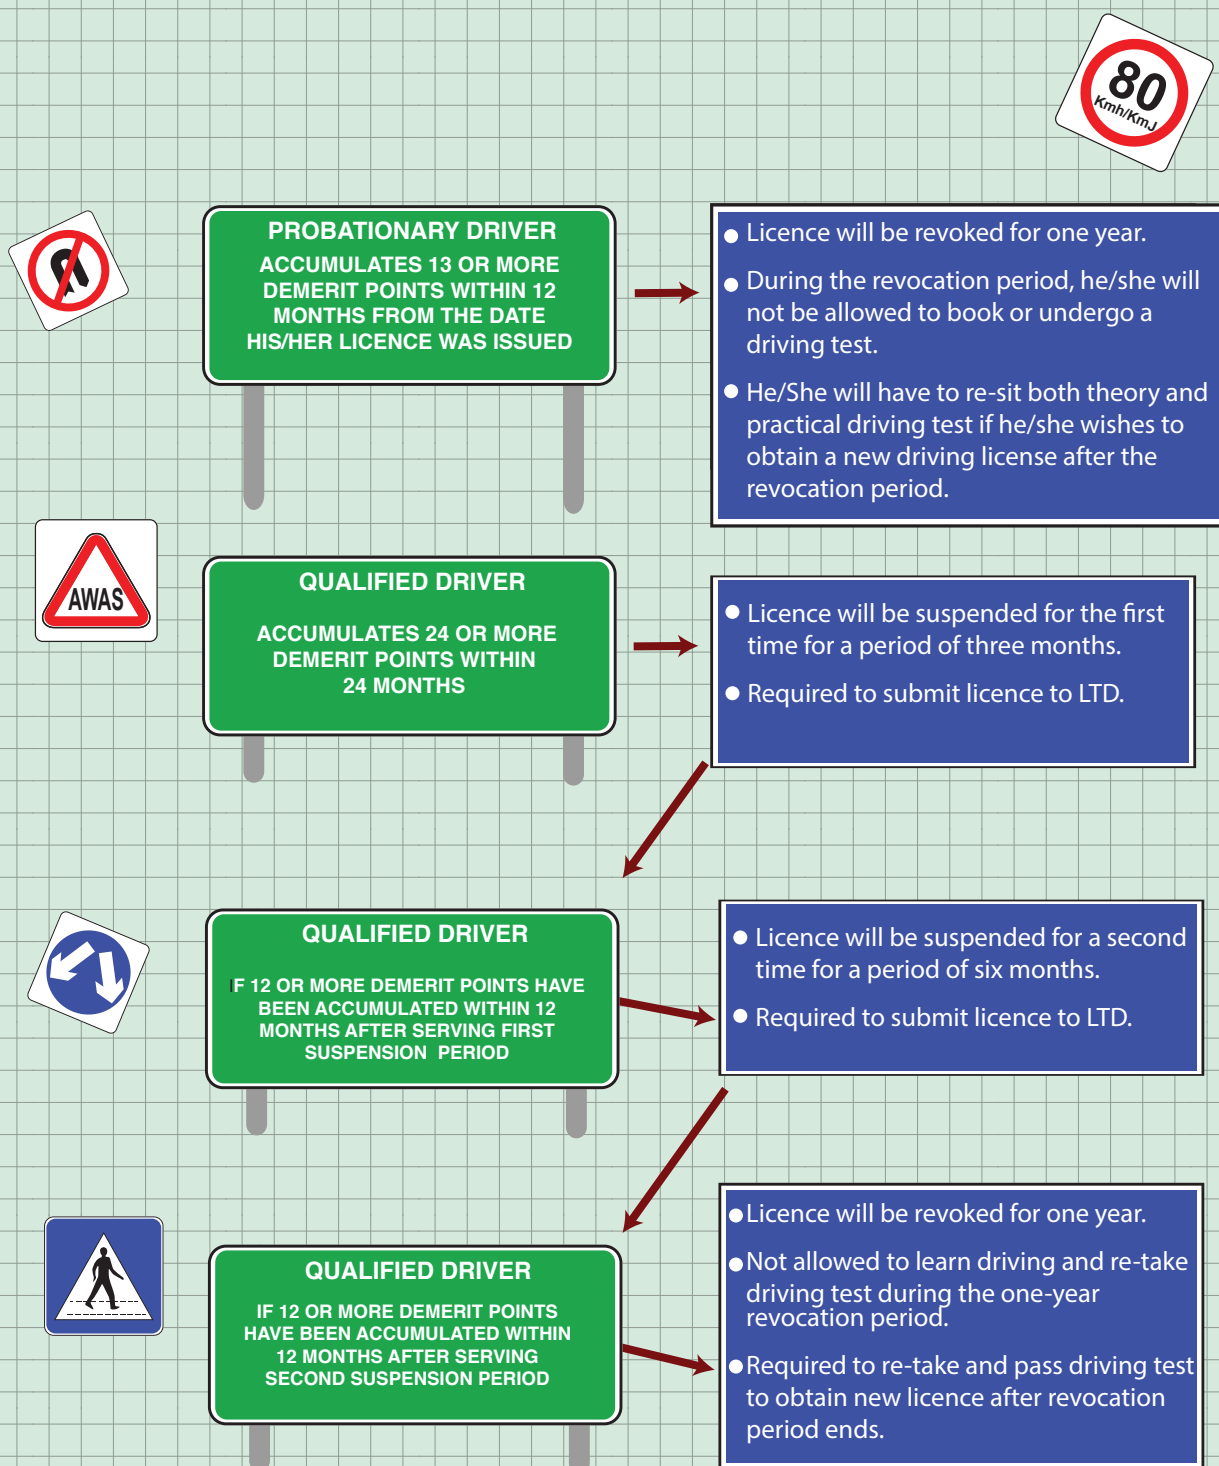 80
Kmh/KmJ
PROBATIONARY DRIVER
ACCUMULATES 13 OR MORE
DEMERIT POINTS WITHIN 12
MONTHS FROM THE DATE
HIS/HER LICENCE WAS ISSUED
Licence will be revoked for one year.
During the revocation period, he/she will
not be allowed to book or undergo a
driving test.
He/She will have to re-sit both theory and
practical driving test if he/she wishes to
obtain a new driving license after the
revocation period.
AWAS
QUALIFIED DRIVER
ACCUMULATES 24 OR MORE
DEMERIT POINTS WITHIN
24 MONTHS
Licence will be suspended for the first
time for a period of three months.
Required to submit licence to LTD.
QUALIFIED DRIVER
IF 12 OR MORE DEMERIT POINTS HAVE
BEEN ACCUMULATED WITHIN 12
MONTHS AFTER SERVING FIRST
SUSPENSION PERIOD
Licence will be suspended for a second
time for a period of six months.
Required to submit licence to LTD.
QUALIFIED DRIVER
IF 12 OR MORE DEMERIT POINTS
HAVE BEEN ACCUMULATED WITHIN
12 MONTHS AFTER SERVING
SECOND SUSPENSION PERIOD
Licence will be revoked for one year.
Not allowed to learn driving and re-take
driving test during the one-year
revocation period.
Required to re-take and pass driving test
to obtain new licence after revocation
period ends.